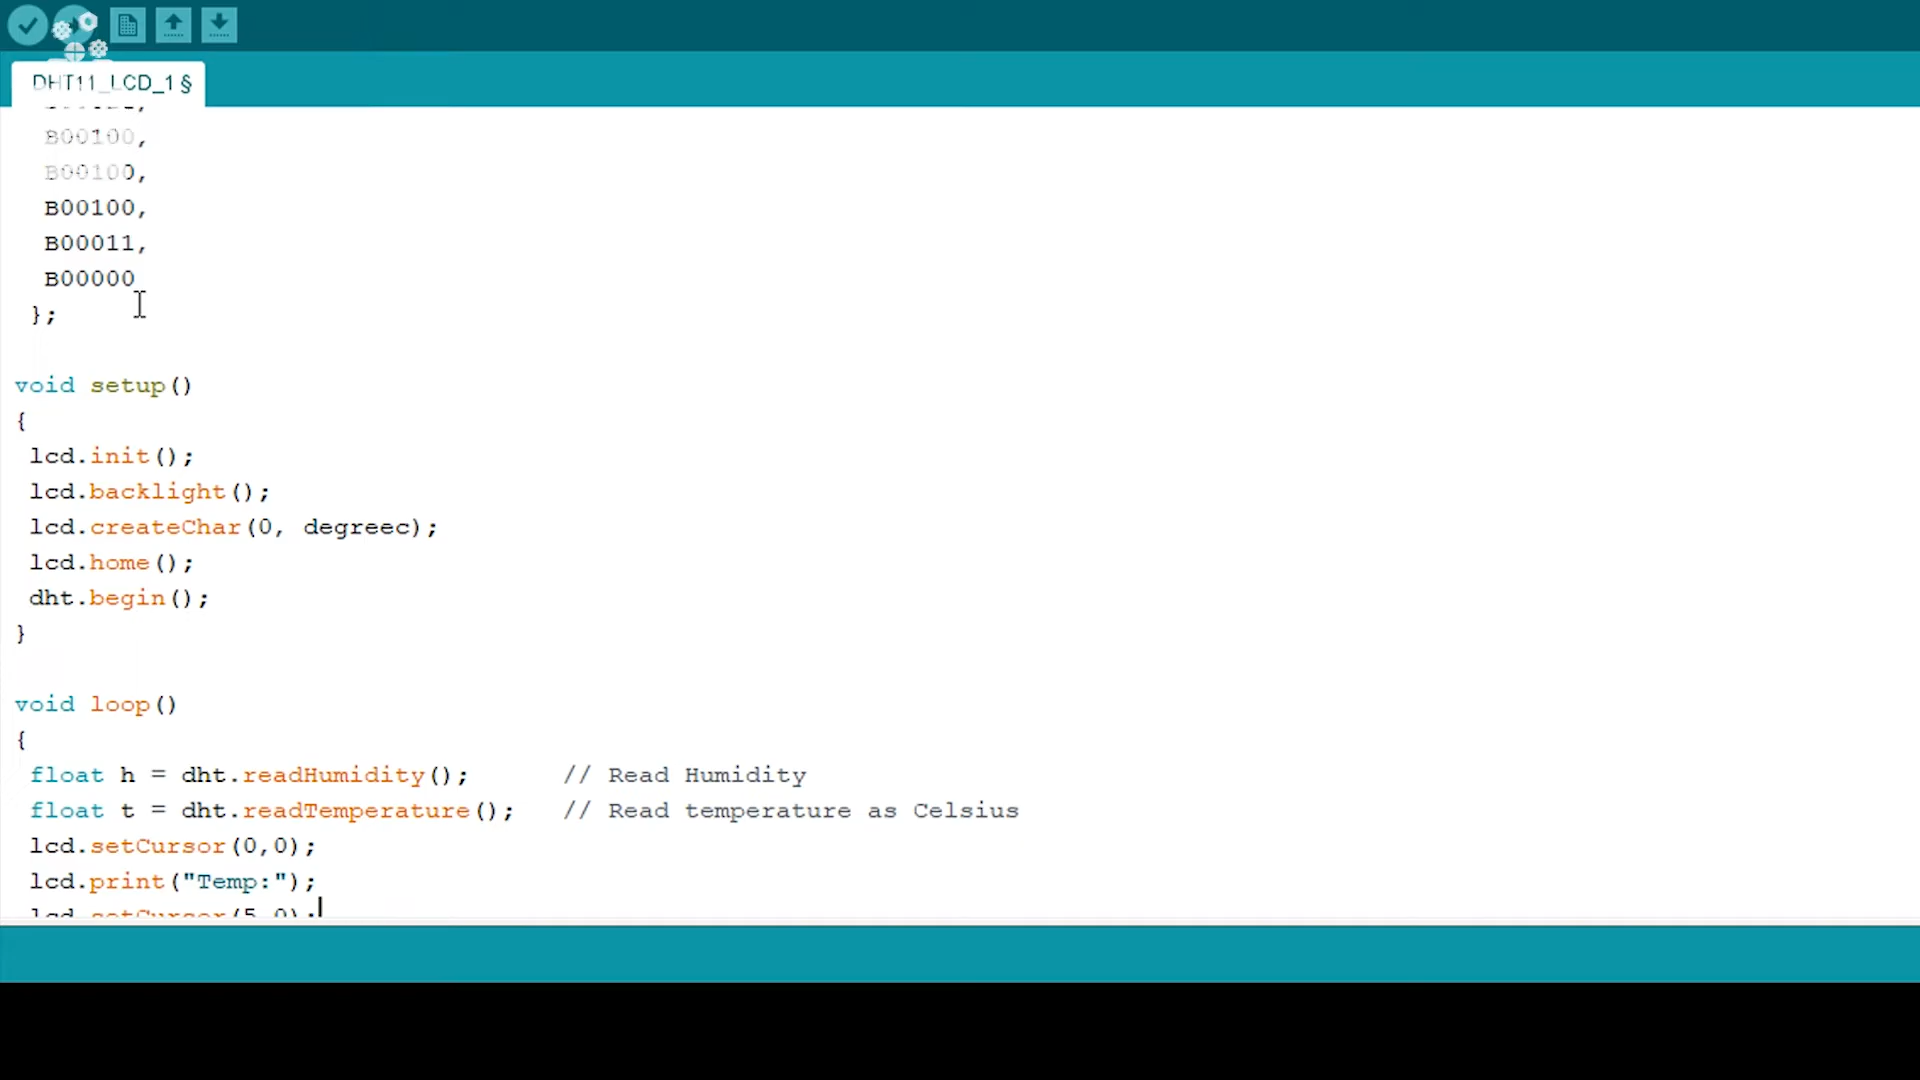 DHT11_LCD_1 §
B00100,
B00100,
B00100,
B00011,
B00000
};
void setup()
{
lcd.init();
lcd.backlight();
lcd.createChar(0, degreec);
lcd.home();
dht.begin();
}
void loop()
{
float h = dht.readHumidity();      // Read Humidity
float t = dht.readTemperature();   // Read temperature as Celsius
lcd.setCursor(0,0);
lcd.print("Temp:");
lcd.setCursor(5,0);